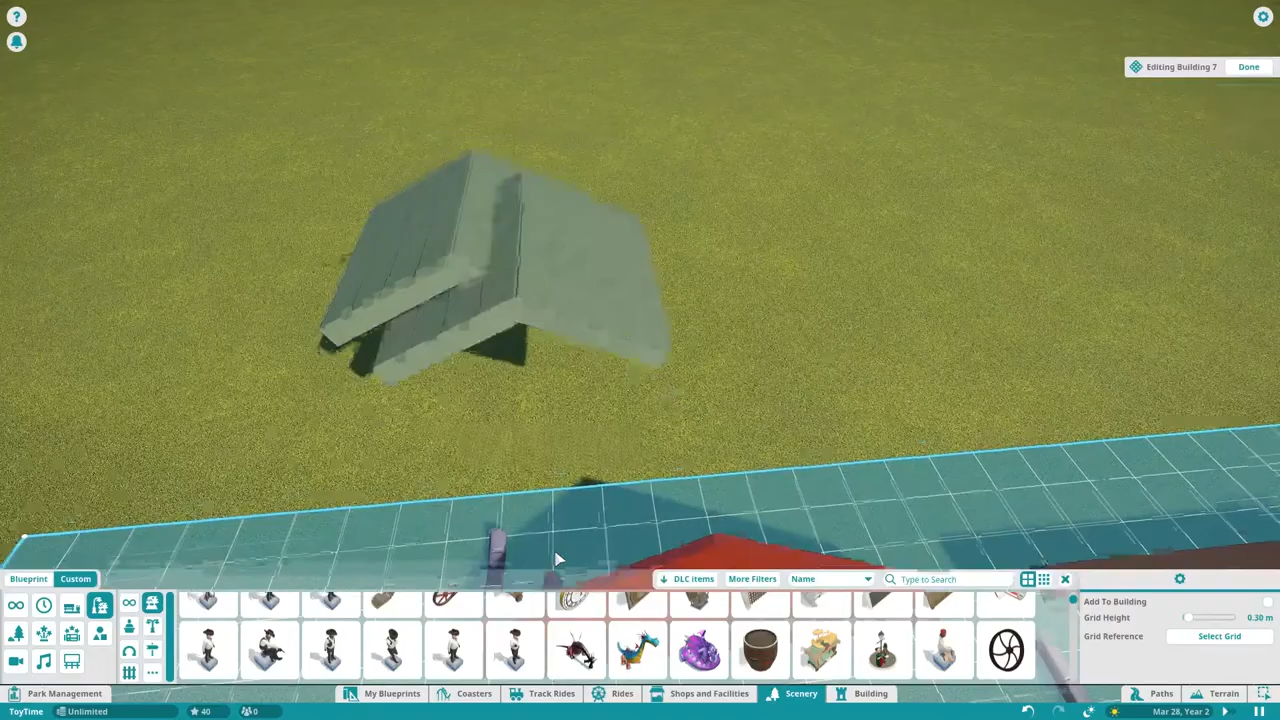 ?
Editing Building 7 Done
Blueprint Custom
DLC items More Filters Name Type to Search
Add To Building
Grid Height 0.30 m
Grid Reference Select Grid
Park Management My Blueprints Coasters Track Rides Rides Shops and Facilities Scenery Building Paths Terrain
ToyTime Unlimited 40 0 Mar 28, Year 2